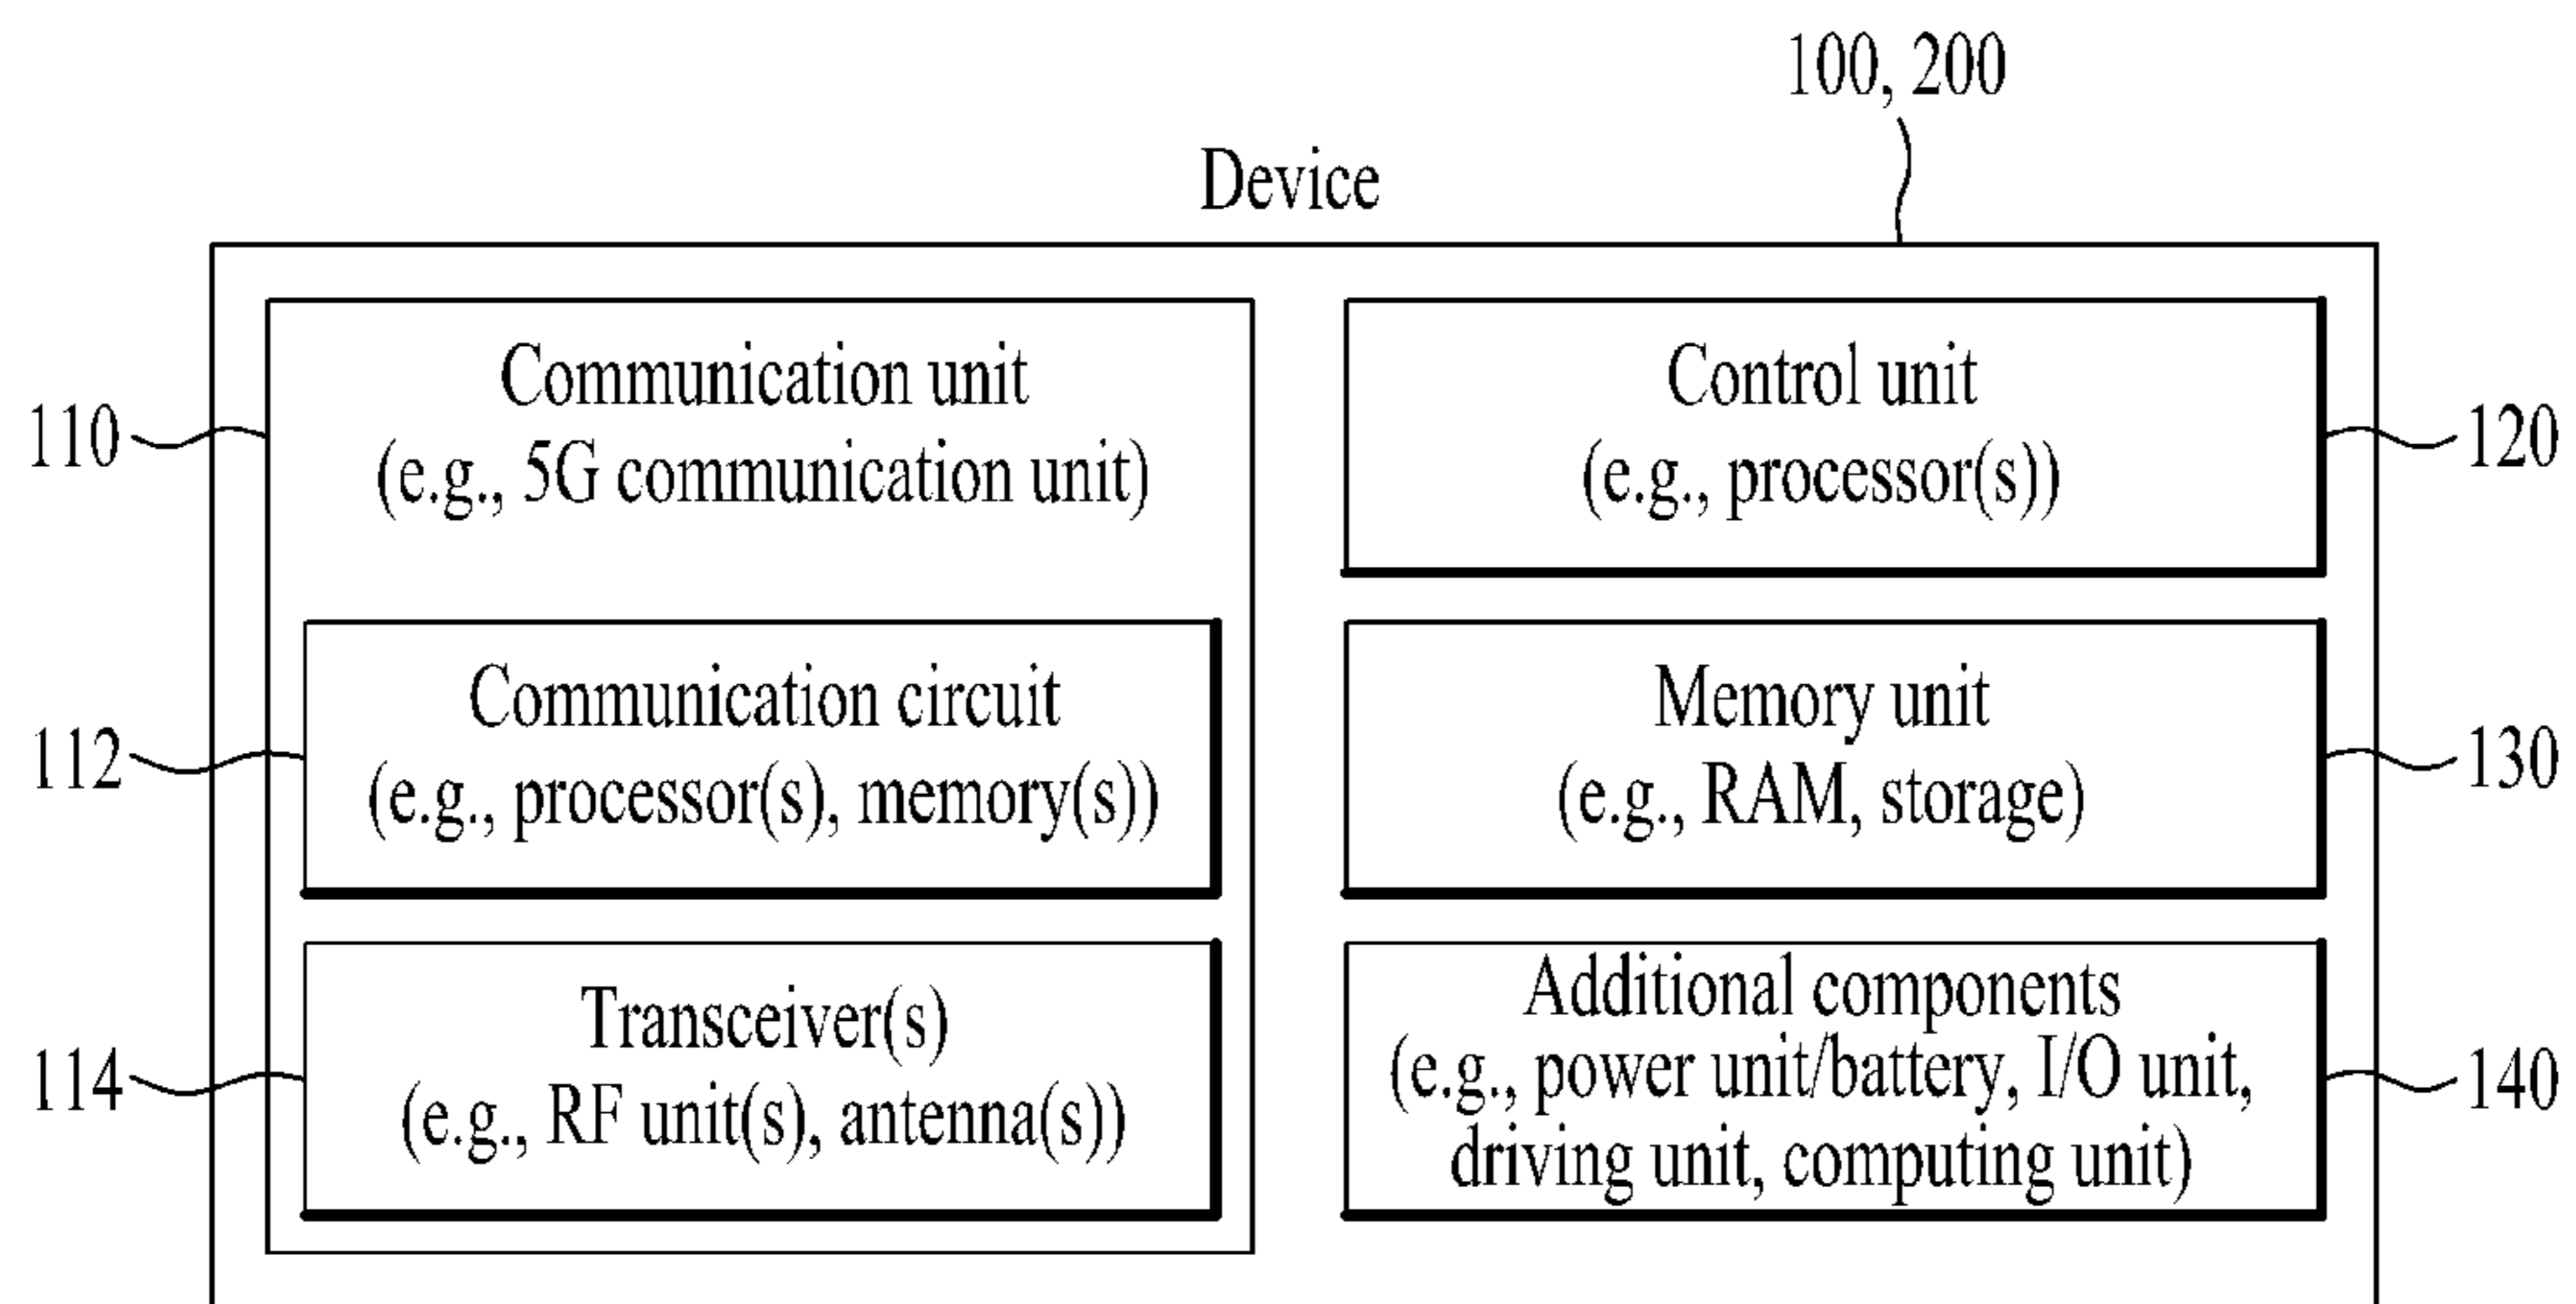 100, 200
Device
110
Communication unit
(e.g., 5G communication unit)
112
Communication circuit
(e.g., processor(s), memory(s))
114
Transceiver(s)
(e.g., RF unit(s), antenna(s))
Control unit
(e.g., processor(s))
120
Memory unit
(e.g., RAM, storage)
130
Additional components
(e.g., power unit/battery, I/O unit,
driving unit, computing unit)
140